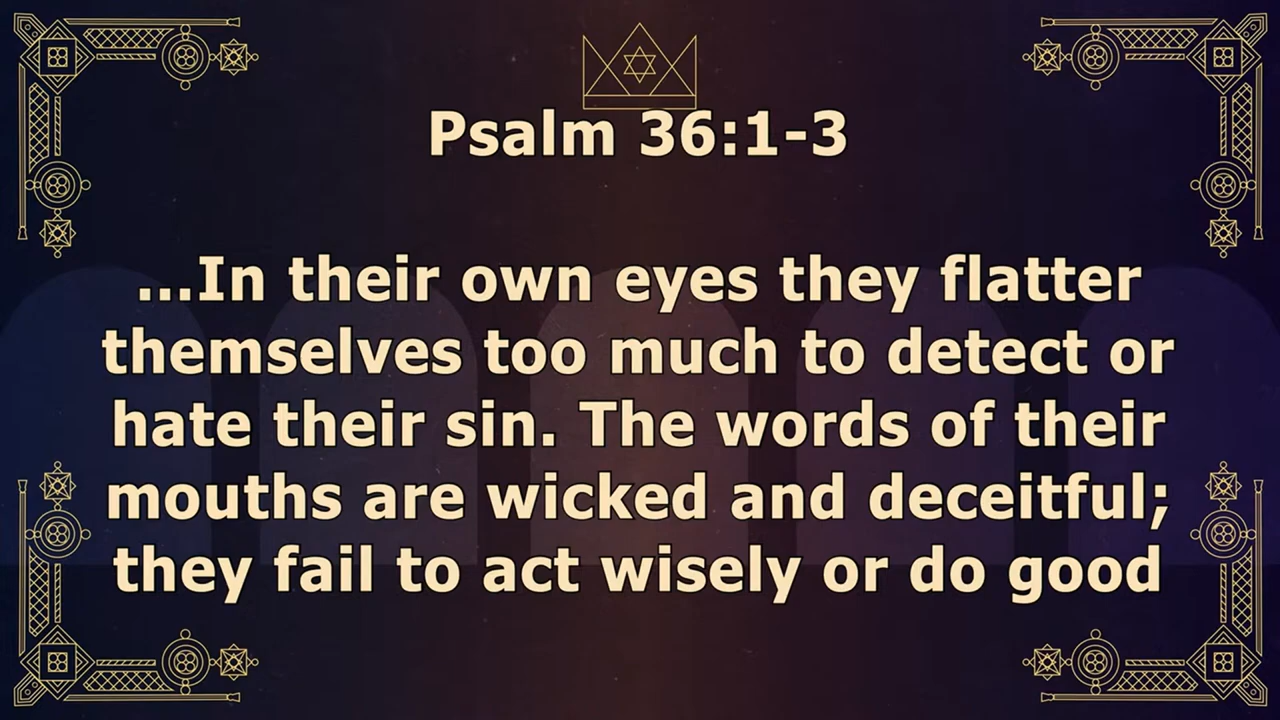 Psalm 36:1-3
...In their own eyes they flatter
themselves too much to detect or
hate their sin. The words of their
mouths are wicked and deceitful;
they fail to act wisely or do good